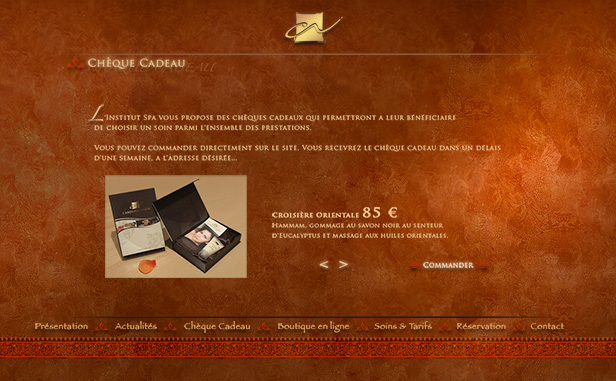 Chèque Cadeau
L'Institut Spa vous propose des chèques cadeaux qui permettront a leur bénéficiaire
de choisir un soin parmi l'ensemble des prestations.
Vous pouvez commander directement sur le site. Vous recevrez le chèque cadeau dans un délais
d'une semaine, a l'adresse désirée...
Croisière Orientale 85 €
Hammam, gommage au savon noir au senteur
d'Eucalyptus et massage aux huiles orientales.
< >
Commander
Présentation Actualités Chèque Cadeau Boutique en ligne Soins & Tarifs Réservation Contact